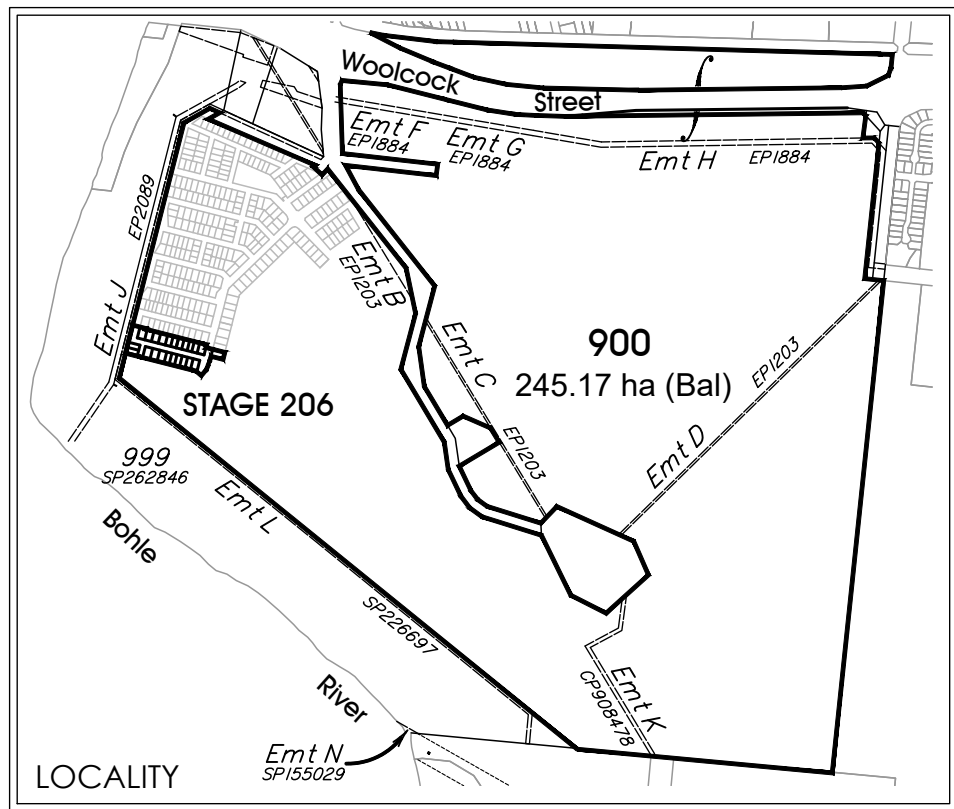 Woolcock
Street
Emt F
EP1884
Emt G
EP1884
Emt H
EP1884
EP2089
Emt J
Emt B
EP1203
Emt C
EP1203
900
245.17 ha (Bal)
EP1203
Emt D
STAGE 206
999
SP262846
Emt L
Bohle
SP226697
River
Emt K
CP908478
Emt N
SP155029
LOCALITY